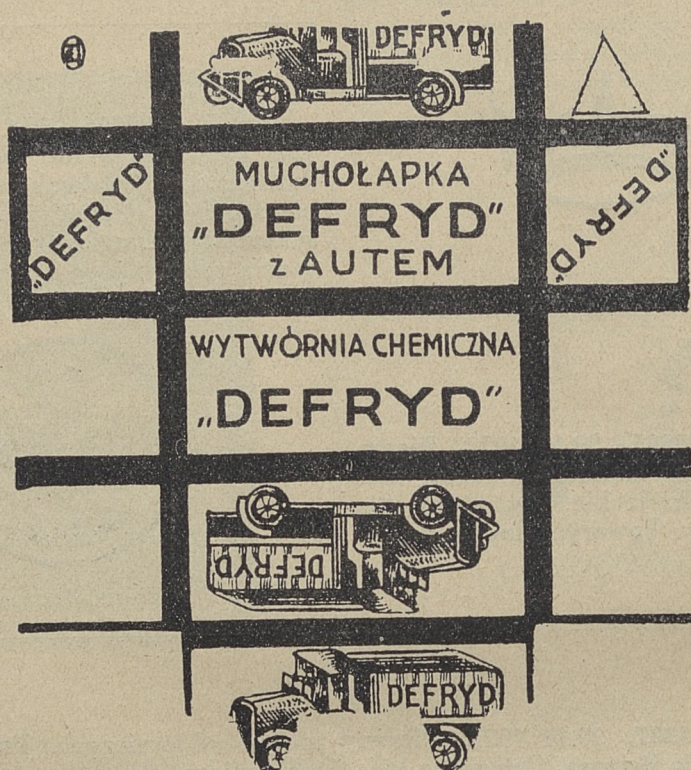 DEFRYD
„DEFRYD“
MUCHOŁAPKA
„DEFRYD“
z AUTEM
„DEFRYD“
WYTWÓRNIA CHEMICZNA
„DEFRYD“
DEFRYD
DEFRYD